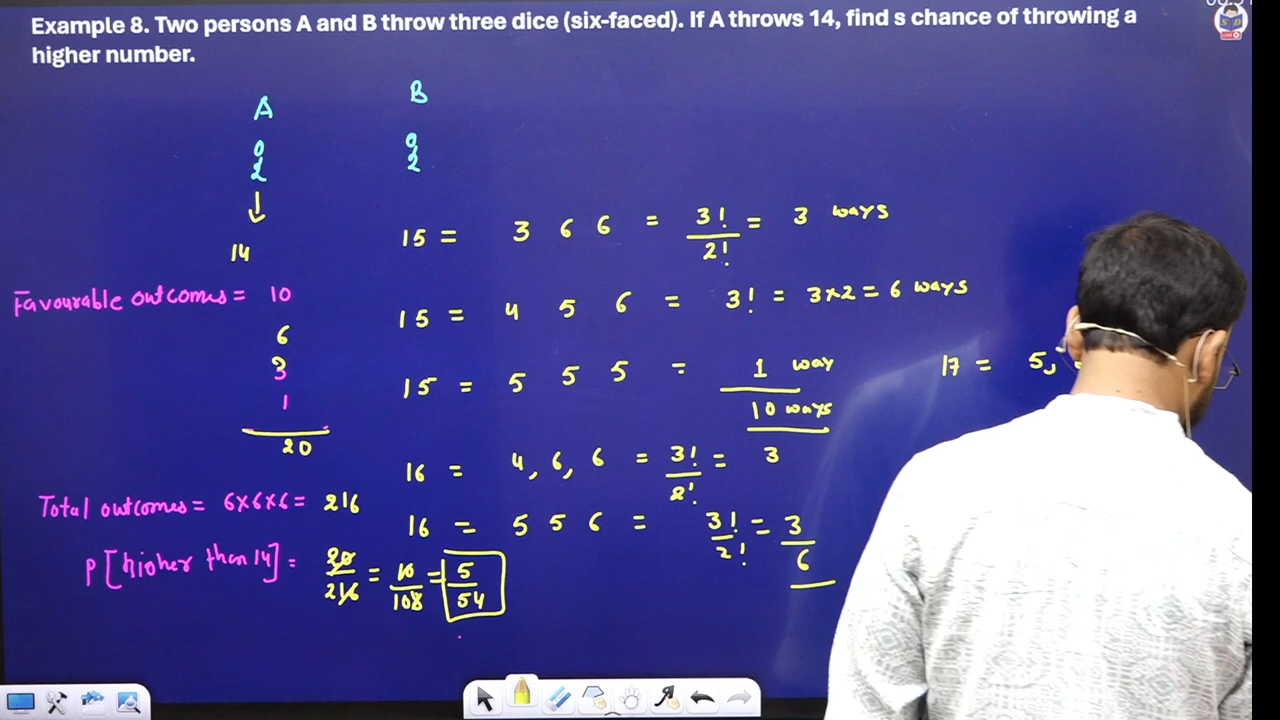 Example 8. Two persons A and B throw three dice (six-faced). If A throws 14, find s chance of throwing a
higher number.
A B
14
15 = 3 6 6 = 3!/2! = 3 ways
Favourable outcomes = 10
6
3
1
20
15 = 4 5 6 = 3! = 3×2 = 6 ways
15 = 5 5 5 = 1 way
10 ways
17 = 5,
16 = 4, 6, 6 = 3!/2! = 3
16 = 5 5 6 = 3!/2! = 3
6
Total outcomes = 6×6×6 = 216
P[higher than 14] = 20/216 = 10/108 = 5/54